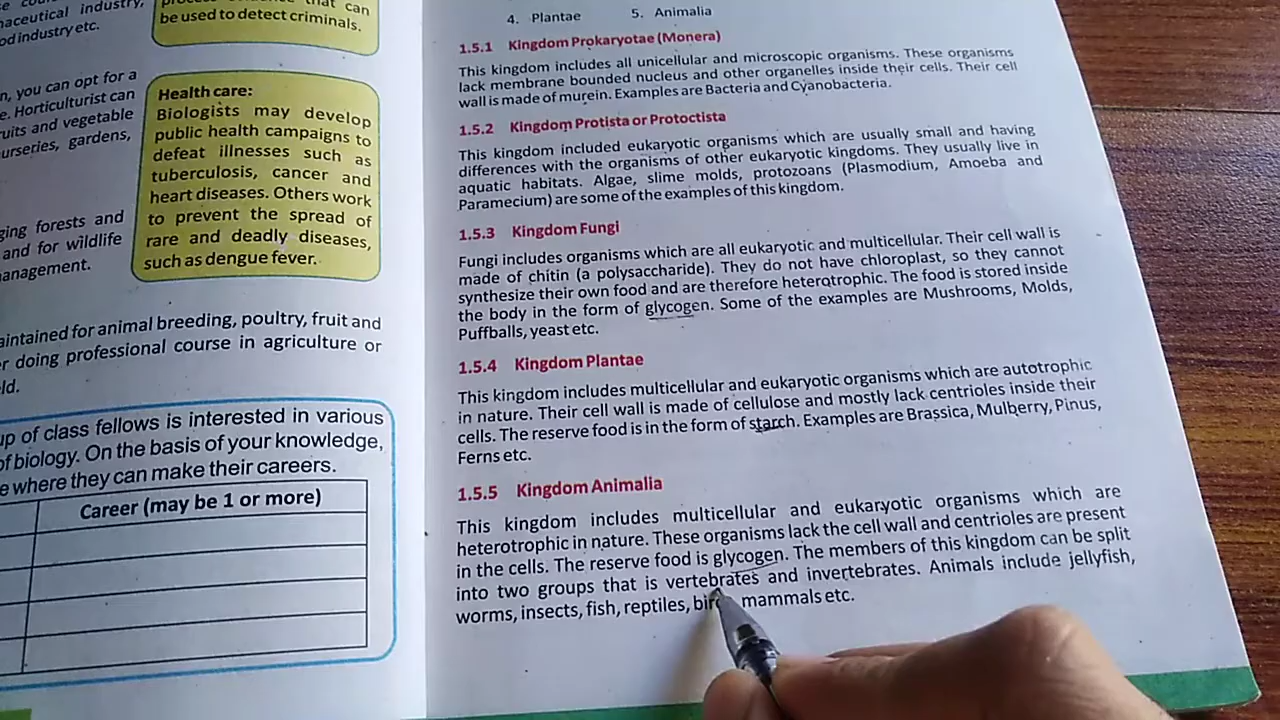 aceutical industry,
od industry etc.
that can
be used to detect criminals.
n, you can opt for a
e. Horticulturist can
ruits and vegetable
urseries, gardens,
Health care:
Biologists may develop
public health campaigns to
defeat illnesses such as
tuberculosis, cancer and
heart diseases. Others work
to prevent the spread of
rare and deadly diseases,
such as dengue fever.
ging forests and
and for wildlife
anagement.
aintained for animal breeding, poultry, fruit and
r doing professional course in agriculture or
ld.
up of class fellows is interested in various
of biology. On the basis of your knowledge,
e where they can make their careers.
Career (may be 1 or more)
4. Plantae 5. Animalia
1.5.1 Kingdom Prokaryotae (Monera)
This kingdom includes all unicellular and microscopic organisms. These organisms
lack membrane bounded nucleus and other organelles inside their cells. Their cell
wall is made of murein. Examples are Bacteria and Cyanobacteria.
1.5.2 Kingdom Protista or Protoctista
This kingdom included eukaryotic organisms which are usually small and having
differences with the organisms of other eukaryotic kingdoms. They usually live in
aquatic habitats. Algae, slime molds, protozoans (Plasmodium, Amoeba and
Paramecium) are some of the examples of this kingdom.
1.5.3 Kingdom Fungi
Fungi includes organisms which are all eukaryotic and multicellular. Their cell wall is
made of chitin (a polysaccharide). They do not have chloroplast, so they cannot
synthesize their own food and are therefore heterotrophic. The food is stored inside
the body in the form of glycogen. Some of the examples are Mushrooms, Molds,
Puffballs, yeast etc.
1.5.4 Kingdom Plantae
This kingdom includes multicellular and eukaryotic organisms which are autotrophic
in nature. Their cell wall is made of cellulose and mostly lack centrioles inside their
cells. The reserve food is in the form of starch. Examples are Brassica, Mulberry, Pinus,
Ferns etc.
1.5.5 Kingdom Animalia
This kingdom includes multicellular and eukaryotic organisms which are
heterotrophic in nature. These organisms lack the cell wall and centrioles are present
in the cells. The reserve food is glycogen. The members of this kingdom can be split
into two groups that is vertebrates and invertebrates. Animals include jellyfish,
worms, insects, fish, reptiles, bi mammals etc.